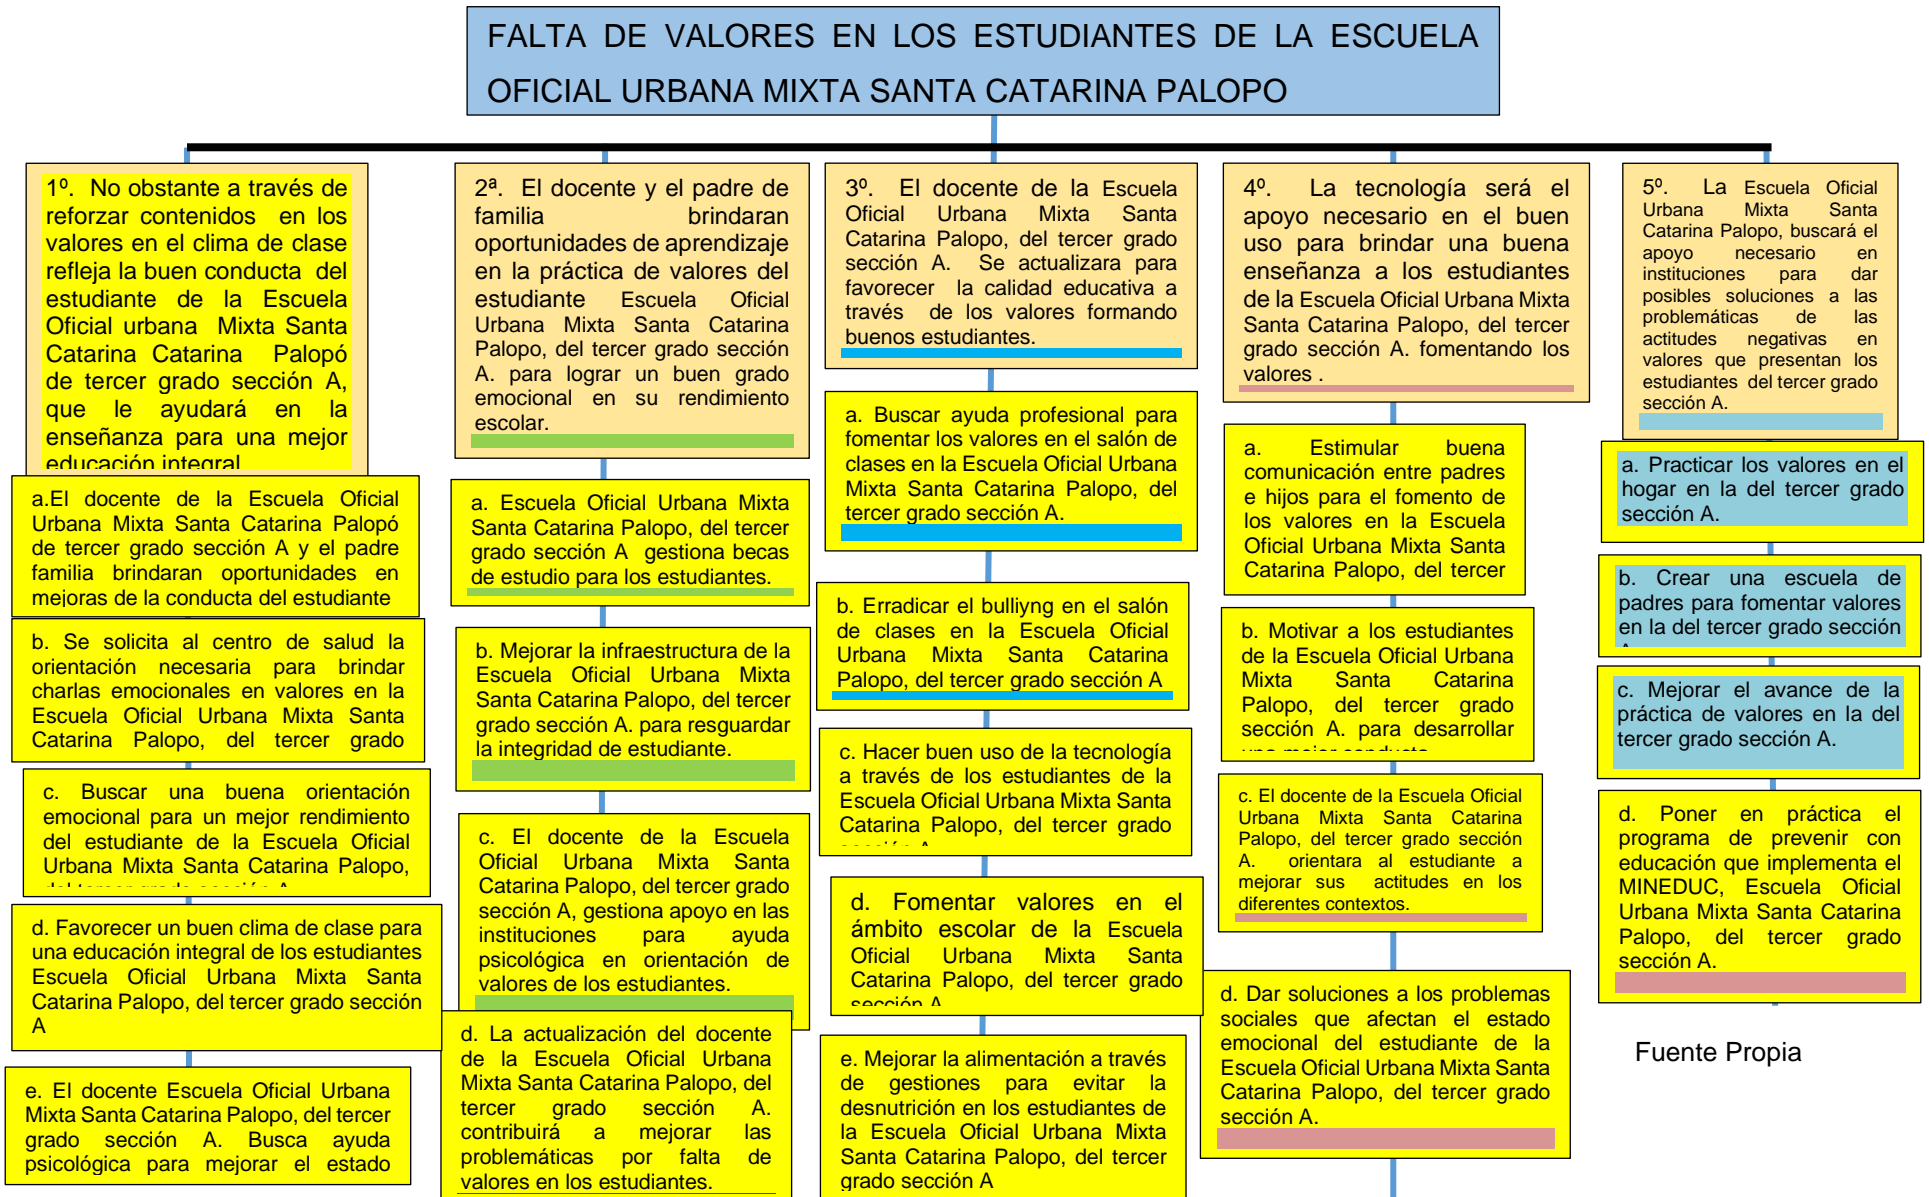 FALTA DE VALORES EN LOS ESTUDIANTES DE LA ESCUELA
OFICIAL URBANA MIXTA SANTA CATARINA PALOPO
1º. No obstante a través de
reforzar contenidos en los
valores en el clima de clase
refleja la buen conducta del
estudiante de la Escuela
Oficial urbana Mixta Santa
Catarina Catarina Palopó
de tercer grado sección A,
que le ayudará en la
enseñanza para una mejor
educación integral
a.El docente de la Escuela Oficial
Urbana Mixta Santa Catarina Palopó
de tercer grado sección A y el padre
familia brindaran oportunidades en
mejoras de la conducta del estudiante
b. Se solicita al centro de salud la
orientación necesaria para brindar
charlas emocionales en valores en la
Escuela Oficial Urbana Mixta Santa
Catarina Palopo, del tercer grado
c. Buscar una buena orientación
emocional para un mejor rendimiento
del estudiante de la Escuela Oficial
Urbana Mixta Santa Catarina Palopo,
del tercer grado sección A
d. Favorecer un buen clima de clase para
una educación integral de los estudiantes
Escuela Oficial Urbana Mixta Santa
Catarina Palopo, del tercer grado sección
A
e. El docente Escuela Oficial Urbana
Mixta Santa Catarina Palopo, del tercer
grado sección A. Busca ayuda
psicológica para mejorar el estado
2ª. El docente y el padre de
familia brindaran
oportunidades de aprendizaje
en la práctica de valores del
estudiante Escuela Oficial
Urbana Mixta Santa Catarina
Palopo, del tercer grado sección
A. para lograr un buen grado
emocional en su rendimiento
escolar.
a. Escuela Oficial Urbana Mixta
Santa Catarina Palopo, del tercer
grado sección A gestiona becas
de estudio para los estudiantes.
b. Mejorar la infraestructura de la
Escuela Oficial Urbana Mixta
Santa Catarina Palopo, del tercer
grado sección A. para resguardar
la integridad de estudiante.
c. El docente de la Escuela
Oficial Urbana Mixta Santa
Catarina Palopo, del tercer grado
sección A, gestiona apoyo en las
instituciones para ayuda
psicológica en orientación de
valores de los estudiantes.
d. La actualización del docente
de la Escuela Oficial Urbana
Mixta Santa Catarina Palopo, del
tercer grado sección A.
contribuirá a mejorar las
problemáticas por falta de
valores en los estudiantes.
3º. El docente de la Escuela
Oficial Urbana Mixta Santa
Catarina Palopo, del tercer grado
sección A. Se actualizara para
favorecer la calidad educativa a
través de los valores formando
buenos estudiantes.
a. Buscar ayuda profesional para
fomentar los valores en el salón de
clases en la Escuela Oficial Urbana
Mixta Santa Catarina Palopo, del
tercer grado sección A.
b. Erradicar el bulliyng en el salón
de clases en la Escuela Oficial
Urbana Mixta Santa Catarina
Palopo, del tercer grado sección A
c. Hacer buen uso de la tecnología
a través de los estudiantes de la
Escuela Oficial Urbana Mixta Santa
Catarina Palopo, del tercer grado
sección A
d. Fomentar valores en el
ámbito escolar de la Escuela
Oficial Urbana Mixta Santa
Catarina Palopo, del tercer grado
sección A
e. Mejorar la alimentación a través
de gestiones para evitar la
desnutrición en los estudiantes de
la Escuela Oficial Urbana Mixta
Santa Catarina Palopo, del tercer
grado sección A
4º. La tecnología será el
apoyo necesario en el buen
uso para brindar una buena
enseñanza a los estudiantes
de la Escuela Oficial Urbana Mixta
Santa Catarina Palopo, del tercer
grado sección A. fomentando los
valores .
a. Estimular buena
comunicación entre padres
e hijos para el fomento de
los valores en la Escuela
Oficial Urbana Mixta Santa
Catarina Palopo, del tercer
b. Motivar a los estudiantes
de la Escuela Oficial Urbana
Mixta Santa Catarina
Palopo, del tercer grado
sección A. para desarrollar
una mejor conducta
c. El docente de la Escuela Oficial
Urbana Mixta Santa Catarina
Palopo, del tercer grado sección
A. orientara al estudiante a
mejorar sus actitudes en los
diferentes contextos.
d. Dar soluciones a los problemas
sociales que afectan el estado
emocional del estudiante de la
Escuela Oficial Urbana Mixta Santa
Catarina Palopo, del tercer grado
sección A.
5º. La Escuela Oficial
Urbana Mixta Santa
Catarina Palopo, buscará el
apoyo necesario en
instituciones para dar
posibles soluciones a las
problemáticas de las
actitudes negativas en
valores que presentan los
estudiantes del tercer grado
sección A.
a. Practicar los valores en el
hogar en la del tercer grado
sección A.
b. Crear una escuela de
padres para fomentar valores
en la del tercer grado sección
c. Mejorar el avance de la
práctica de valores en la del
tercer grado sección A.
d. Poner en práctica el
programa de prevenir con
educación que implementa el
MINEDUC, Escuela Oficial
Urbana Mixta Santa Catarina
Palopo, del tercer grado
sección A.
Fuente Propia